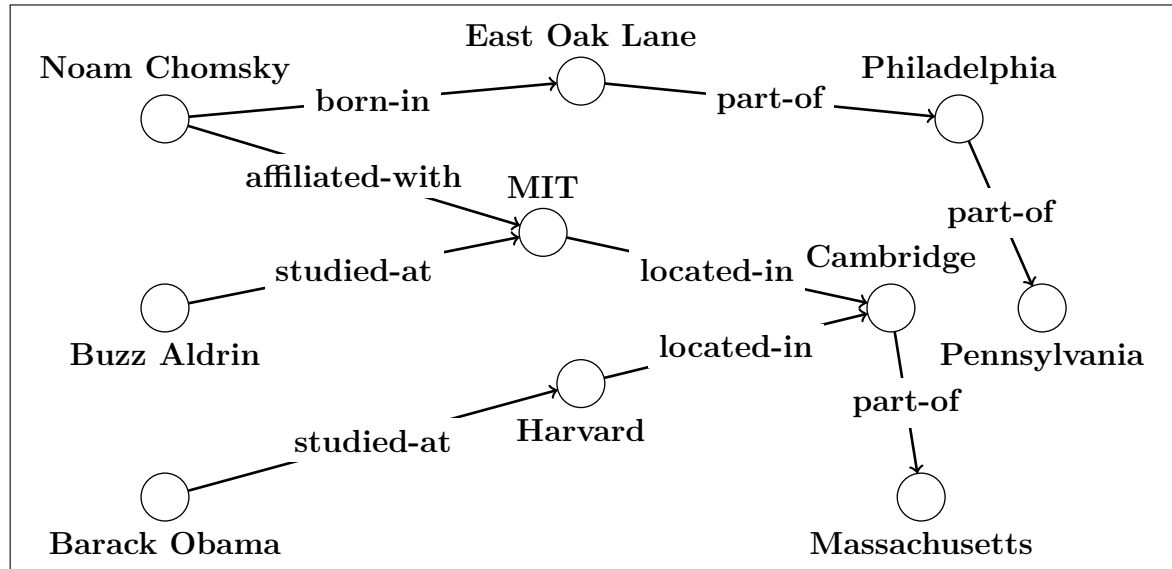 East Oak Lane
Noam Chomsky
Philadelphia
born-in
part-of
affiliated-with
MIT
part-of
studied-at
located-in
Cambridge
Buzz Aldrin
located-in
Pennsylvania
part-of
Harvard
studied-at
Barack Obama
Massachusetts